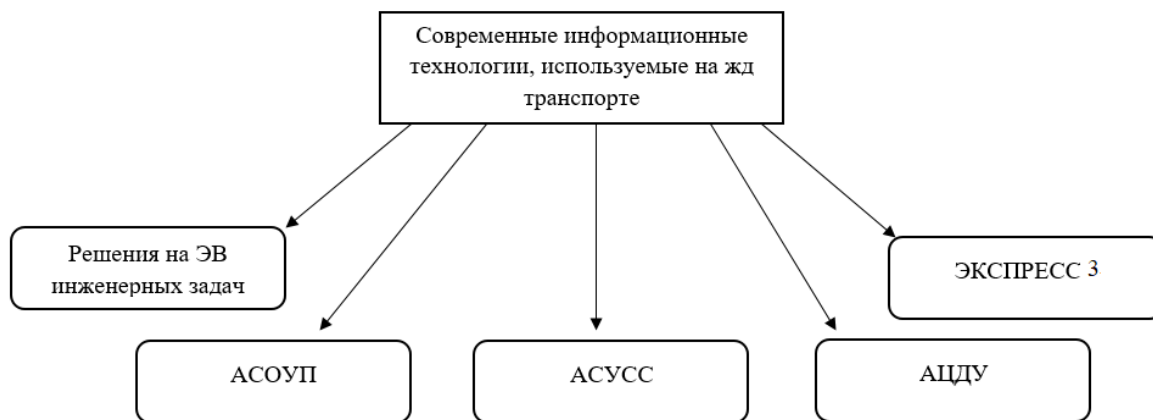 Современные информационные
технологии, используемые на жд
транспорте
Решения на ЭВ
инженерных задач
ЭКСПРЕСС 3
АСОУП
АСУСС
АЦДУ